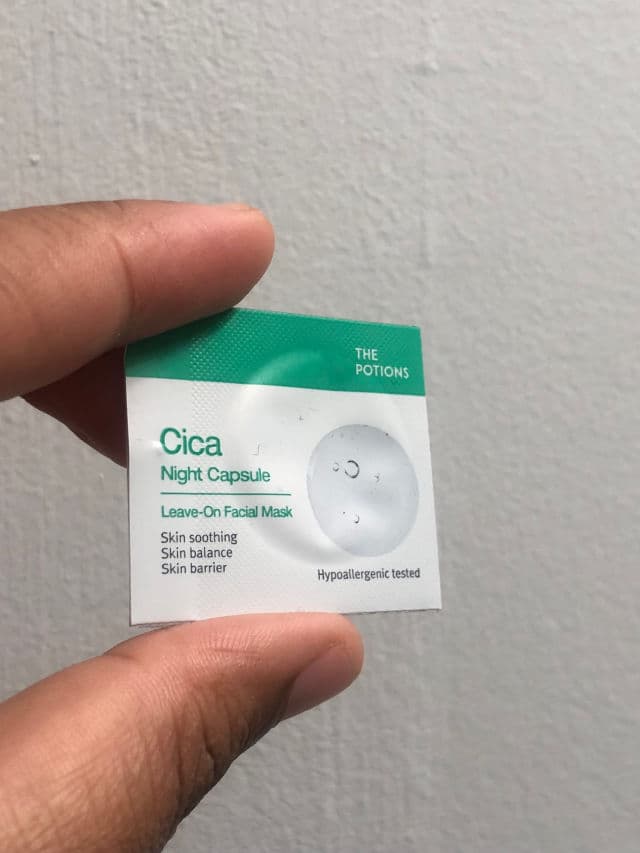 THE
POTIONS
Cica
Night Capsule
Leave-On Facial Mask
Skin soothing
Skin balance
Skin barrier
Hypoallergenic tested